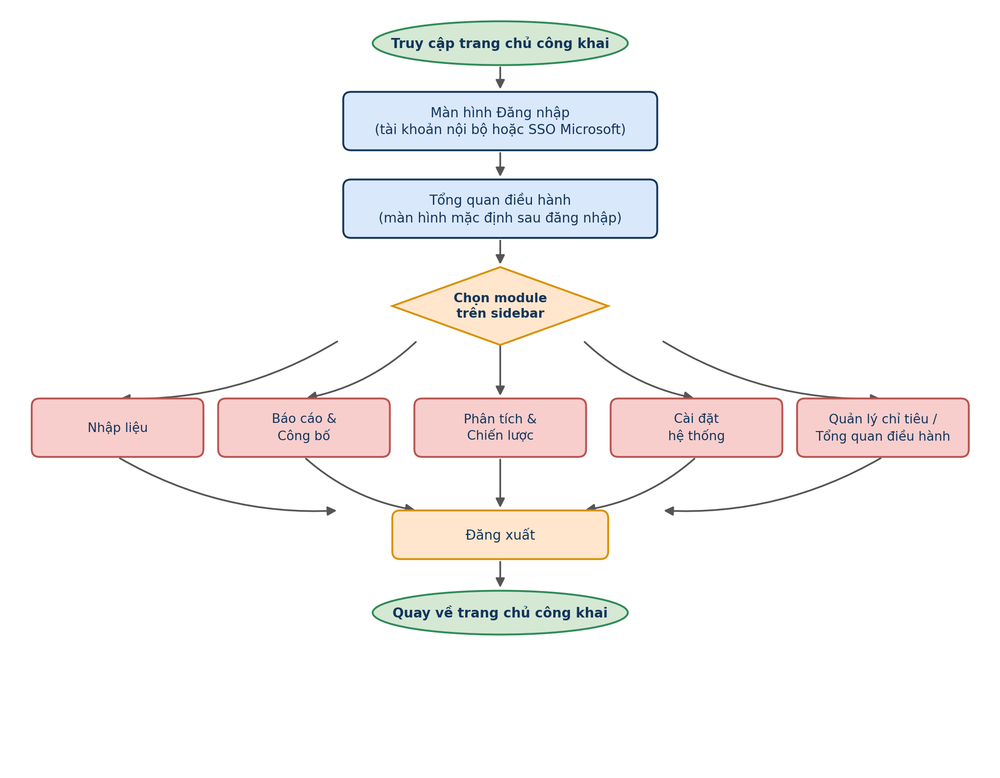 Truy cập trang chủ công khai
Màn hình Đăng nhập
(tài khoản nội bộ hoặc SSO Microsoft)
Tổng quan điều hành
(màn hình mặc định sau đăng nhập)
Chọn module
trên sidebar
Nhập liệu
Báo cáo &
Công bố
Phân tích &
Chiến lược
Cài đặt
hệ thống
Quản lý chỉ tiêu /
Tổng quan điều hành
Đăng xuất
Quay về trang chủ công khai